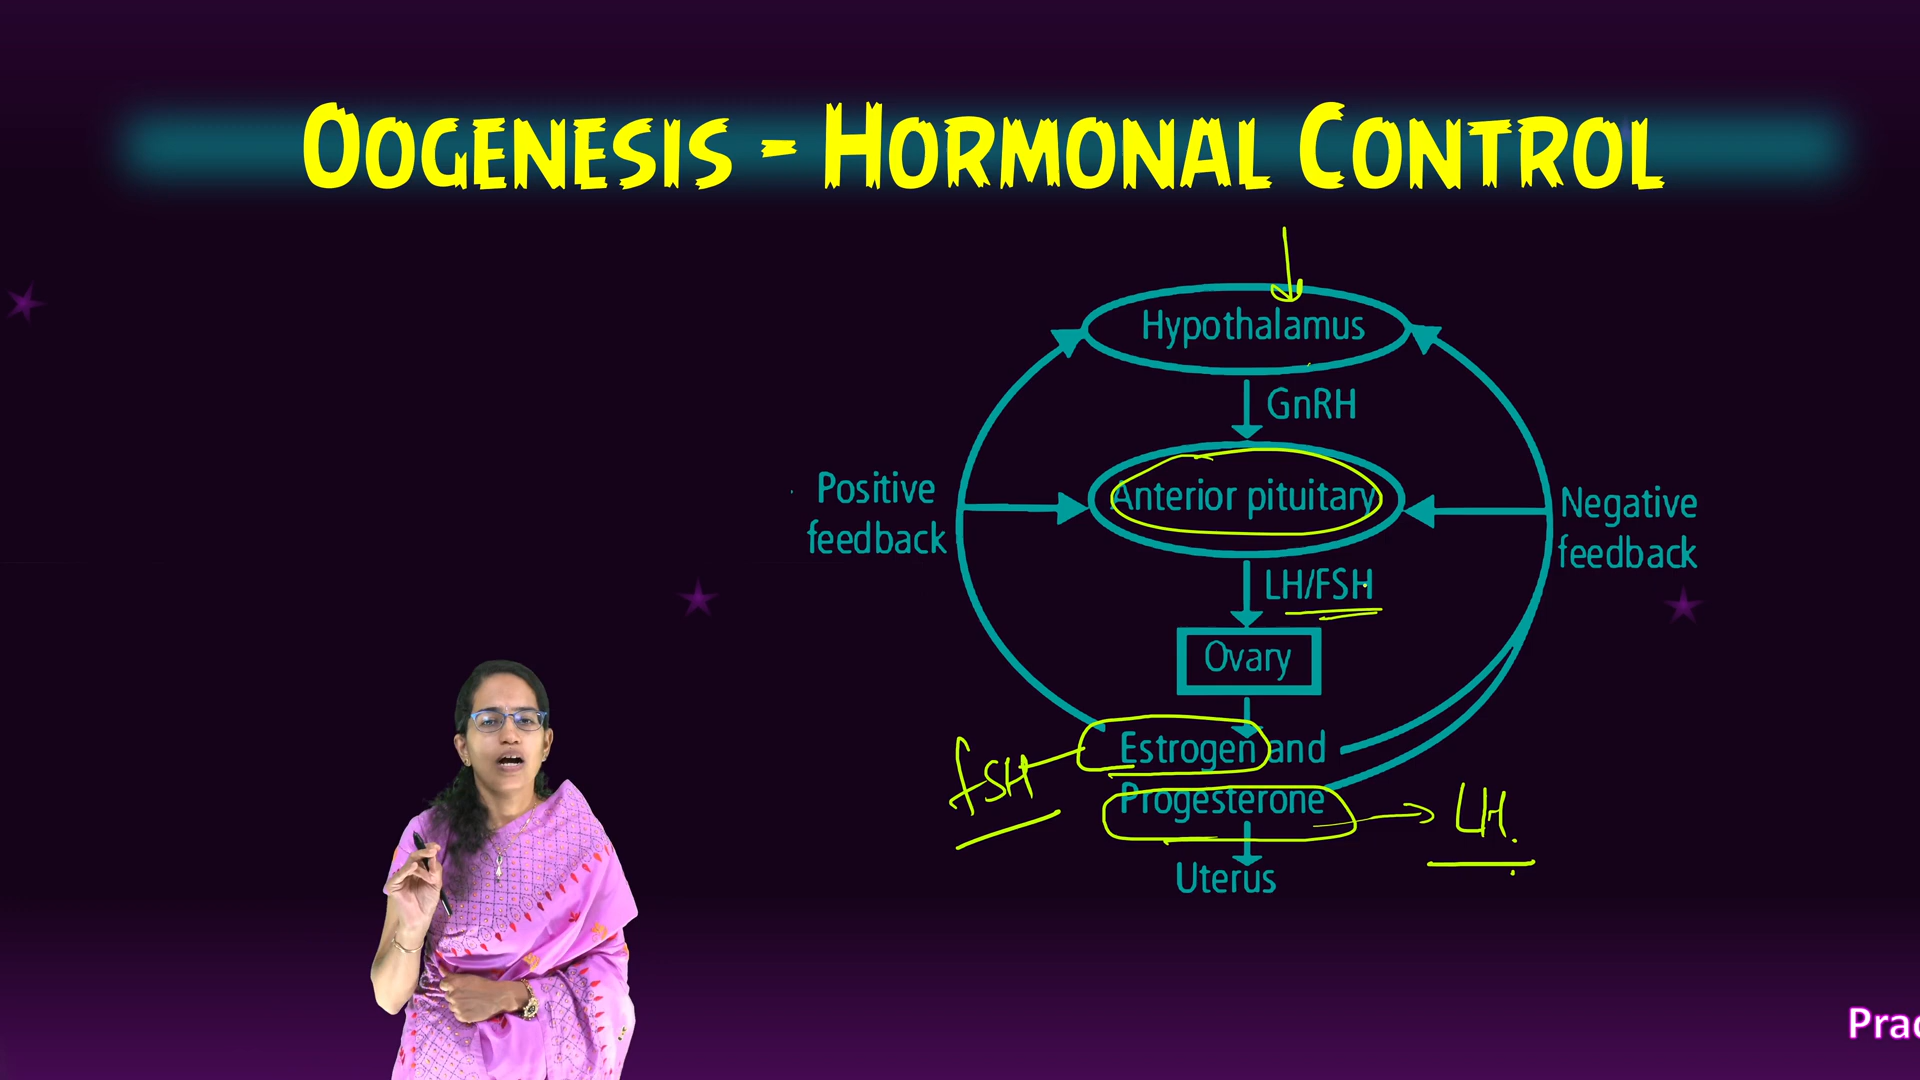 OOGENESIS - HORMONAL CONTROL
Hypothalamus
GnRH
Anterior pituitary
Positive
feedback
Negative
feedback
LH/FSH
Ovary
Estrogen and
Progesterone
FSH
LH.
Uterus